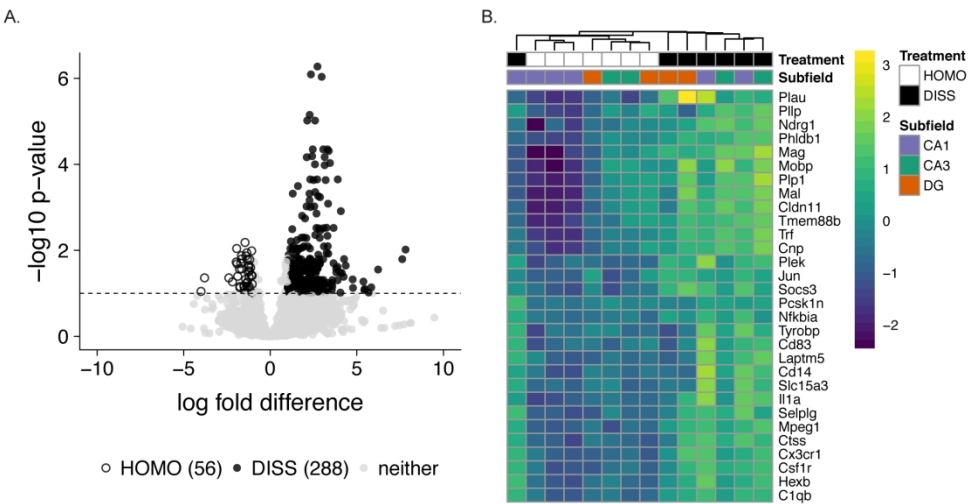 A.
6
4
2
0
−log10 p−value
−10
−5
0
5
10
log fold difference
HOMO (56)
DISS (288)
neither
B.
Treatment
Subfield
Plau
Pllp
Ndrg1
Phldb1
Mag
Mobp
Plp1
Mal
Cldn11
Tmem88b
Trf
Cnp
Plek
Jun
Socs3
Pcsk1n
Nfkbia
Tyrobp
Cd83
Laptm5
Cd14
Slc15a3
Il1a
Selplg
Mpeg1
Ctss
Cx3cr1
Csf1r
Hexb
C1qb
3
2
1
0
−1
−2
Treatment
HOMO
DISS
Subfield
CA1
CA3
DG